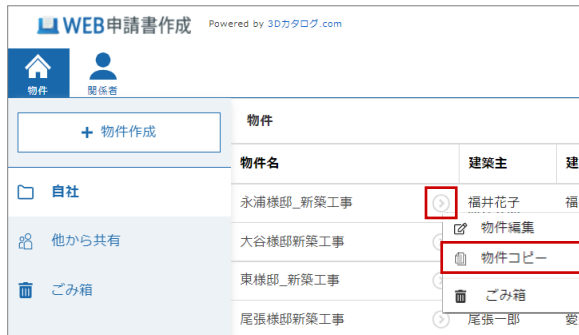 WEB申請書作成 Powered by 3Dカタログ.com
物件 関係者
+ 物件作成
物件
物件名 建築主 建
自社
永浦様邸_新築工事 福井花子 福
物件編集
他から共有
大谷様邸新築工事
物件コピー
ごみ箱
東様邸_新築工事
ごみ箱
尾張様邸新築工事 尾張一郎 愛